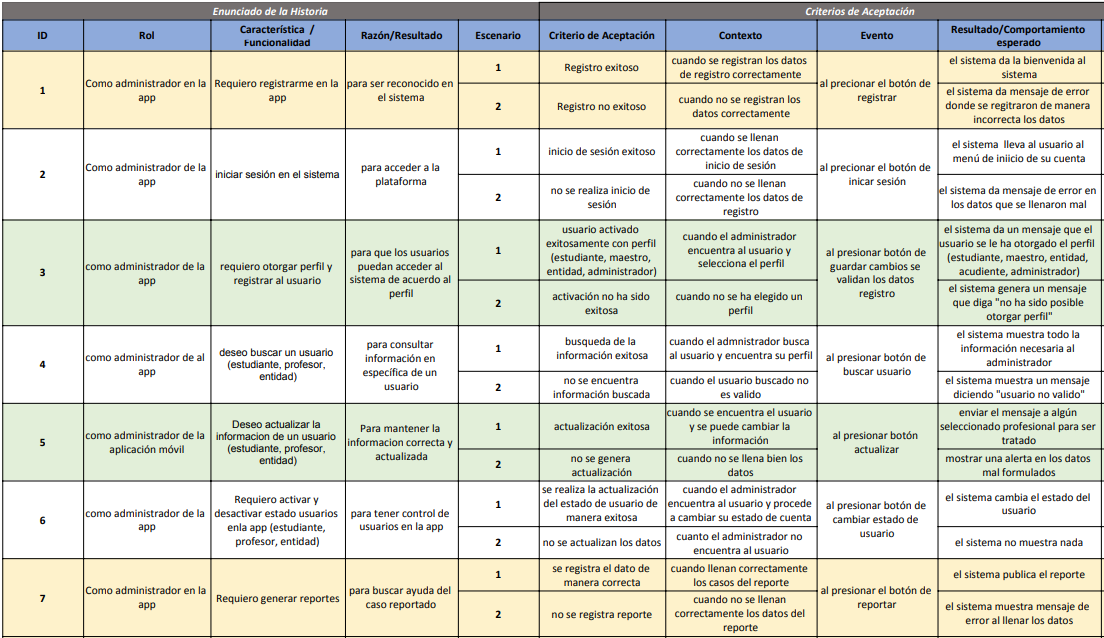 Enunciado de la Historia
Criterios de Aceptación
ID
Rol
Característica /
Funcionalidad
Razón/Resultado
Escenario
Criterio de Aceptación
Contexto
Evento
Resultado/Comportamiento
esperado
1
Como administrador en la
app
Requiero registrarme en la
app
para ser reconocido en
el sistema
1
Registro exitoso
cuando se registran los datos
de registro correctamente
al precionar el botón de
registrar
el sistema da la bienvenida al
sistema
2
Registro no exitoso
cuando no se registran los
datos correctamente
el sistema da mensaje de error
donde se regitraron de manera
incorrecta los datos
2
Como administrador de la
app
iniciar sesión en el sistema
para acceder a la
plataforma
1
inicio de sesión exitoso
cuando se llenan
correctamente los datos de
inicio de sesión
al precionar el botón de
inicar sesión
el sistema  lleva al usuario al
menú de iniicio de su cuenta
2
no se realiza inicio de
sesión
cuando no se llenan
correctamente los datos de
registro
el sistema da mensaje de error en
los datos que se llenaron mal
3
como administrador de la
app
requiero otorgar perfil y
registrar al usuario
para que los usuarios
puedan acceder al
sistema de acuerdo al
perfil
1
usuario activado
exitosamente con perfil
(estudiante, maestro,
entidad, administrador)
cuando el administrador
encuentra al usuario y
selecciona el perfil
al presionar botón de
guardar cambios se
validan los datos
registro
el sistema da un mensaje que el
usuario se le ha otorgado el perfil
(estudiante, maestro, entidad,
acudiente, administrador)
2
activación no ha sido
exitosa
cuando no se ha elegido un
perfil
el sistema genera un mensaje
que diga "no ha sido posible
otorgar perfil"
4
como administrador de al
app
deseo buscar un usuario
(estudiante, profesor,
entidad)
para consultar
información en
específica de un
usuario
1
busqueda de la
información exitosa
cuando el admnistrador busca
al usuario y encuentra su perfil
al presionar botón de
buscar usuario
el sistema muestra todo la
información necesaria al
administrador
2
no se encuentra
información buscada
cuando el usuario buscado no
es valido
el sistema muestra un mensaje
diciendo "usuario no valido"
5
como administrador de la
aplicación móvil
Deseo actualizar la
informacion de un usuario
(estudiante, profesor,
entidad)
Para mantener la
informacion correcta y
actualizada
1
actualización exitosa
cuando se encuentra el usuario
y se puede cambiar la
información
al presionar botón
actualizar
enviar el mensaje a algún
seleccionado profesional para ser
tratado
2
no se genera
actualización
cuando no se llena bien los
datos
mostrar una alerta en los datos
mal formulados
6
como administrador de la
app
Requiero activar y
desactivar estado usuarios
enla app (estudiante,
profesor, entidad)
para tener control de
usuarios en la app
1
se realiza la actualización
del estado de usuario de
manera exitosa
cuando el administrador
encuentra al usuario y procede
a cambiar su estado de cuenta
al presionar botón de
cambiar estado de
usuario
el sistema cambia el estado del
usuario
2
no se actualizan los datos
cuanto el administrador no
encuentra al usuario
el sistema no muestra nada
7
Como administrador en la
app
Requiero generar reportes
para buscar ayuda del
caso reportado
1
se registra el dato de
manera correcta
cuando llenan correctamente
los casos del reporte
al presionar el botón de
reportar
el sistema publica el reporte
2
no se registra reporte
cuando no se llenan
correctamente los datos del
reporte
el sistema muestra mensaje de
error al llenar los datos